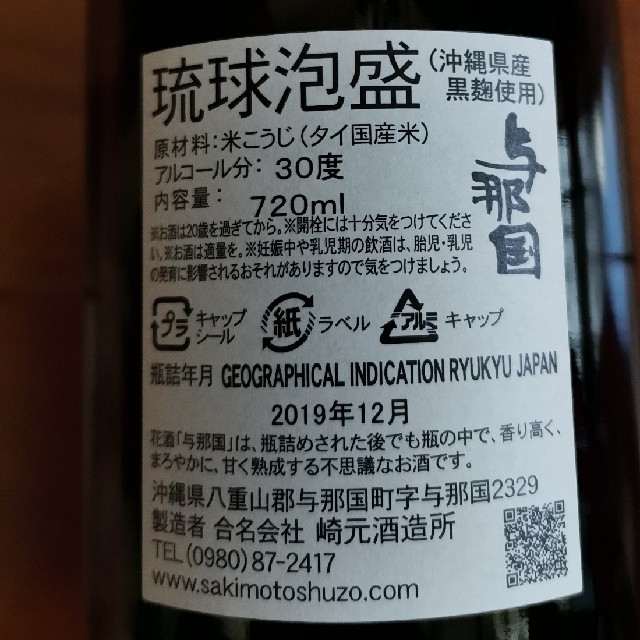 琉球泡盛(沖縄県産黒麹使用)
与那国
原材料:米こうじ(タイ国産米)
アルコール分: 30度
内容量: 720ml
※お酒は20歳を過ぎてから。※開栓には十分気をつけてくださ
い。※お酒は適量を。※妊娠中や乳児期の飲酒は、胎児・乳児
の発育に影響されるおそれがありますので気をつけましょう。
プラ キャップシール 紙 ラベル アルミ キャップ
瓶詰年月 GEOGRAPHICAL INDICATION RYUKYU JAPAN
2019年12月
花酒「与那国」は、瓶詰めされた後でも瓶の中で、香り高く、
まろやかに、甘く熟成する不思議なお酒です。
沖縄県八重山郡与那国町字与那国2329
製造者 合名会社 崎元酒造所
TEL(0980)87-2417
www.sakimotoshuzo.com